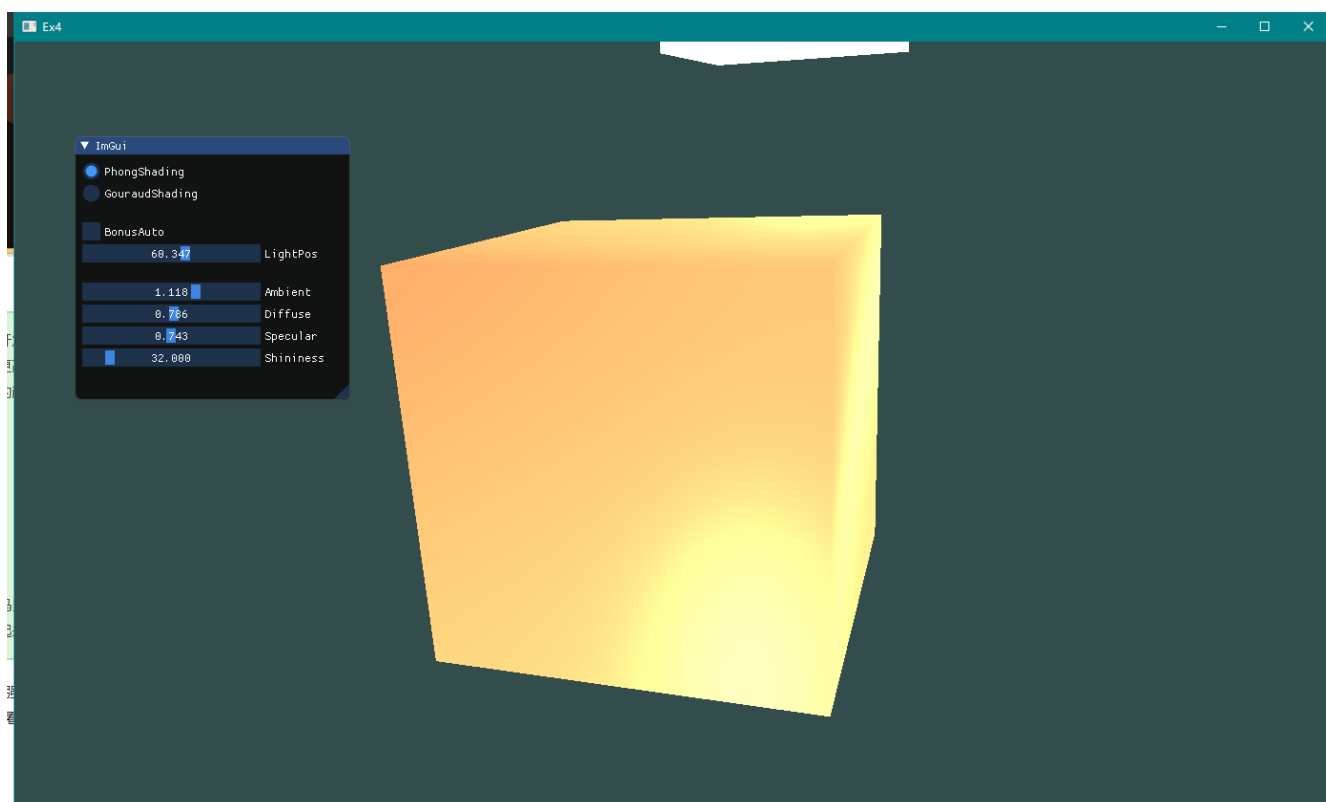 Ex4
ImGui
PhongShading
GouraudShading
BonusAuto
60.347 LightPos
1.118 Ambient
0.786 Diffuse
0.743 Specular
32.000 Shininess